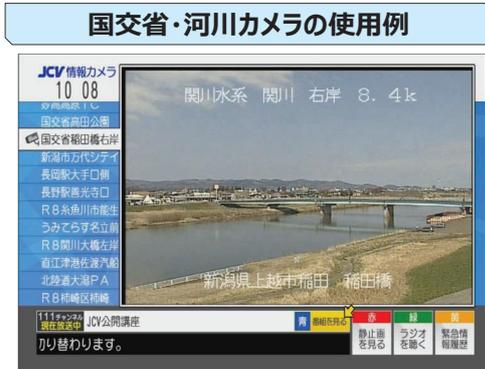 国交省・河川カメラの使用例
JCV情報カメラ
10 08
妙高高原IC
国交省高田公園
国交省稲田橋右岸
新潟市万代シテイ
長岡駅大手口側
長野駅善光寺口
R8糸魚川市能生
うみてらす名立前
R8関川大橋左岸
直江津港佐渡汽船
北陸道大潟PA
R8柿崎区柿崎
関川水系 関川 右岸 8.4k
新潟県上越市稲田 稲田橋
111チャンネル
現在放送中
JCV公開講座
青 番組を見る
切り替わります。
赤
静止画
を見る
緑
ラジオ
を聴く
黄
緊急情
報履歴